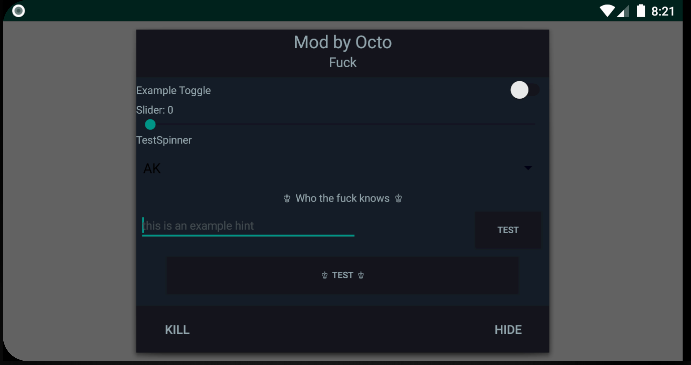 8:21
Mod by Octo
Fuck
Example Toggle
Slider: 0
TestSpinner
AK
♔ Who the fuck knows ♔
this is an example hint
TEST
♔ TEST ♔
KILL
HIDE